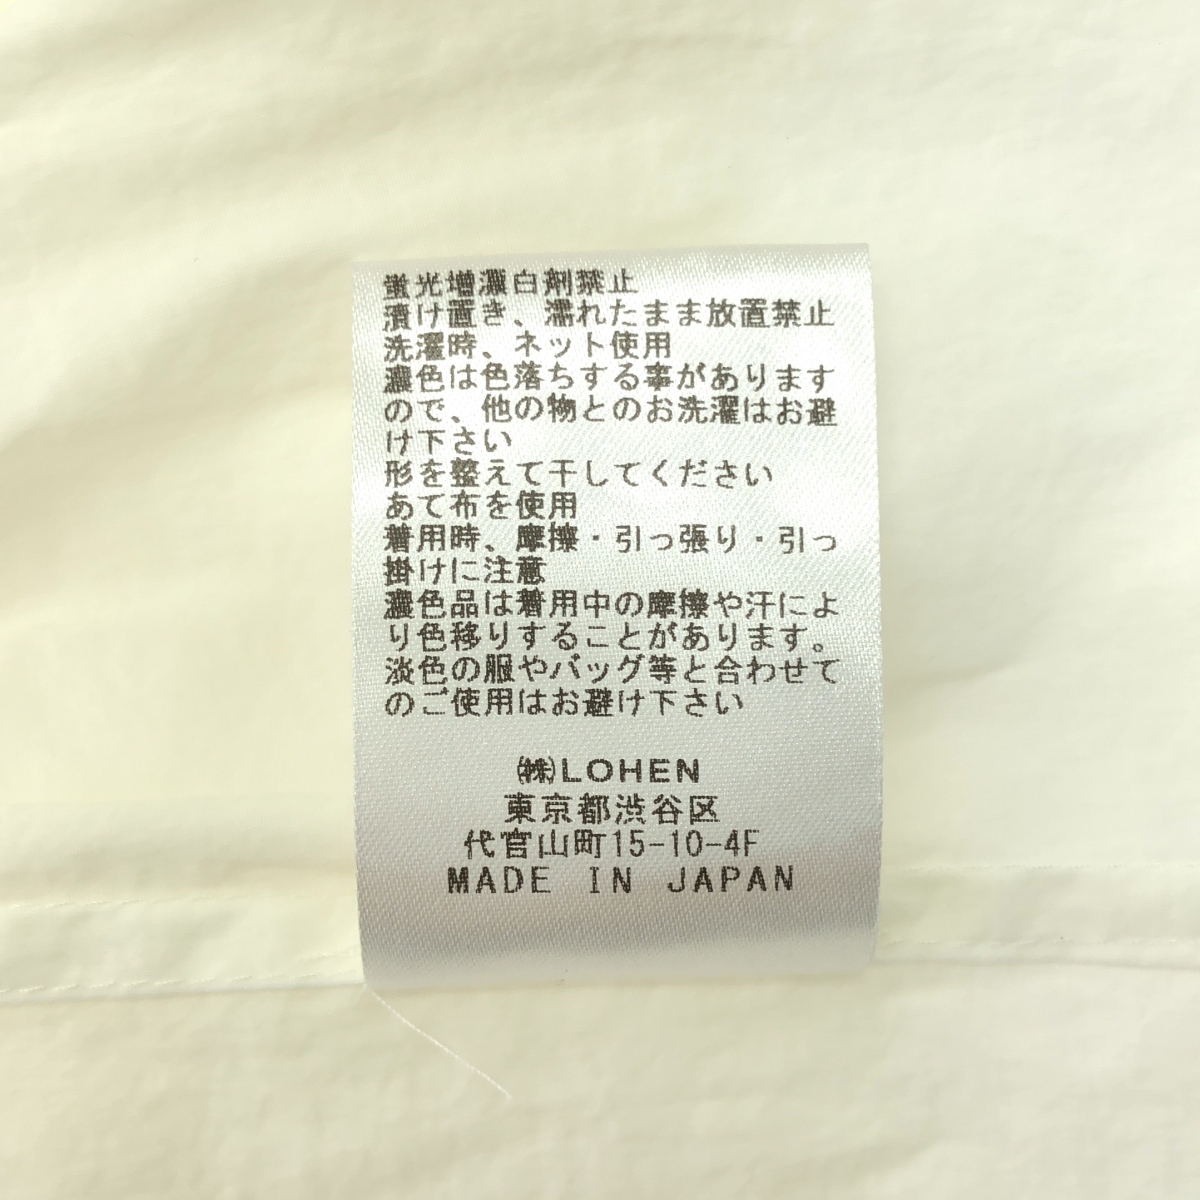 蛍光増漂白剤禁止
漬け置き、濡れたまま放置禁止
洗濯時、ネット使用
濃色は色落ちする事があります
ので、他の物とのお洗濯はお避
け下さい
形を整えて干してください
あて布を使用
着用時、摩擦・引っ張り・引っ
掛けに注意
濃色品は着用中の摩擦や汗によ
り色移りすることがあります。
淡色の服やバッグ等と合わせて
のご使用はお避け下さい
㈱LOHEN
東京都渋谷区
代官山町15-10-4F
MADE IN JAPAN